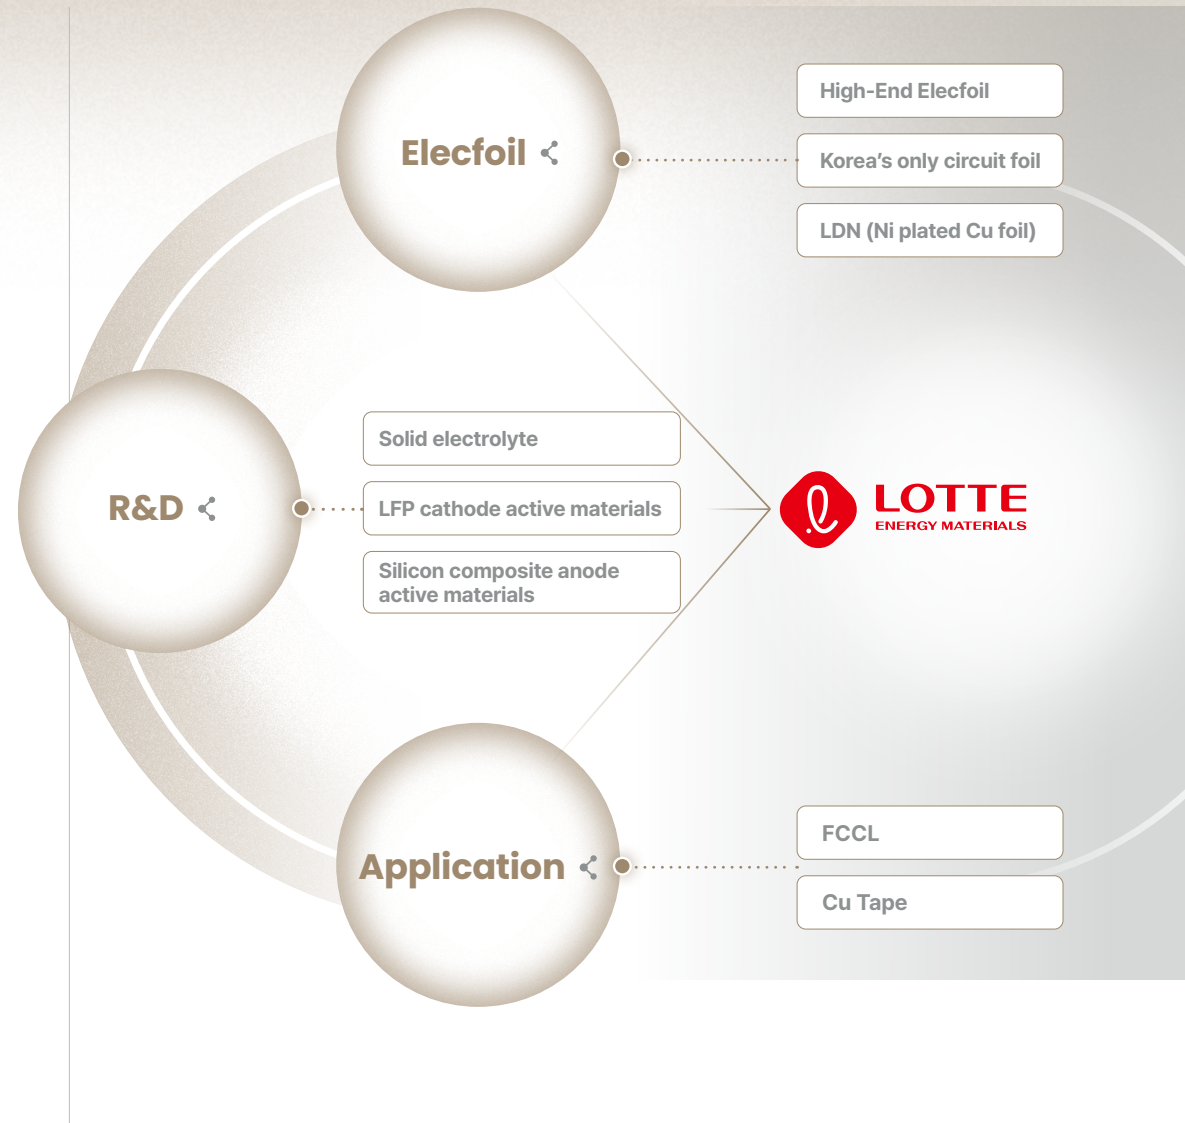 Elecfoil
High-End Elecfoil
Korea’s only circuit foil
LDN (Ni plated Cu foil)
R&D
Solid electrolyte
LFP cathode active materials
Silicon composite anode
active materials
LOTTE
ENERGY MATERIALS
Application
FCCL
Cu Tape